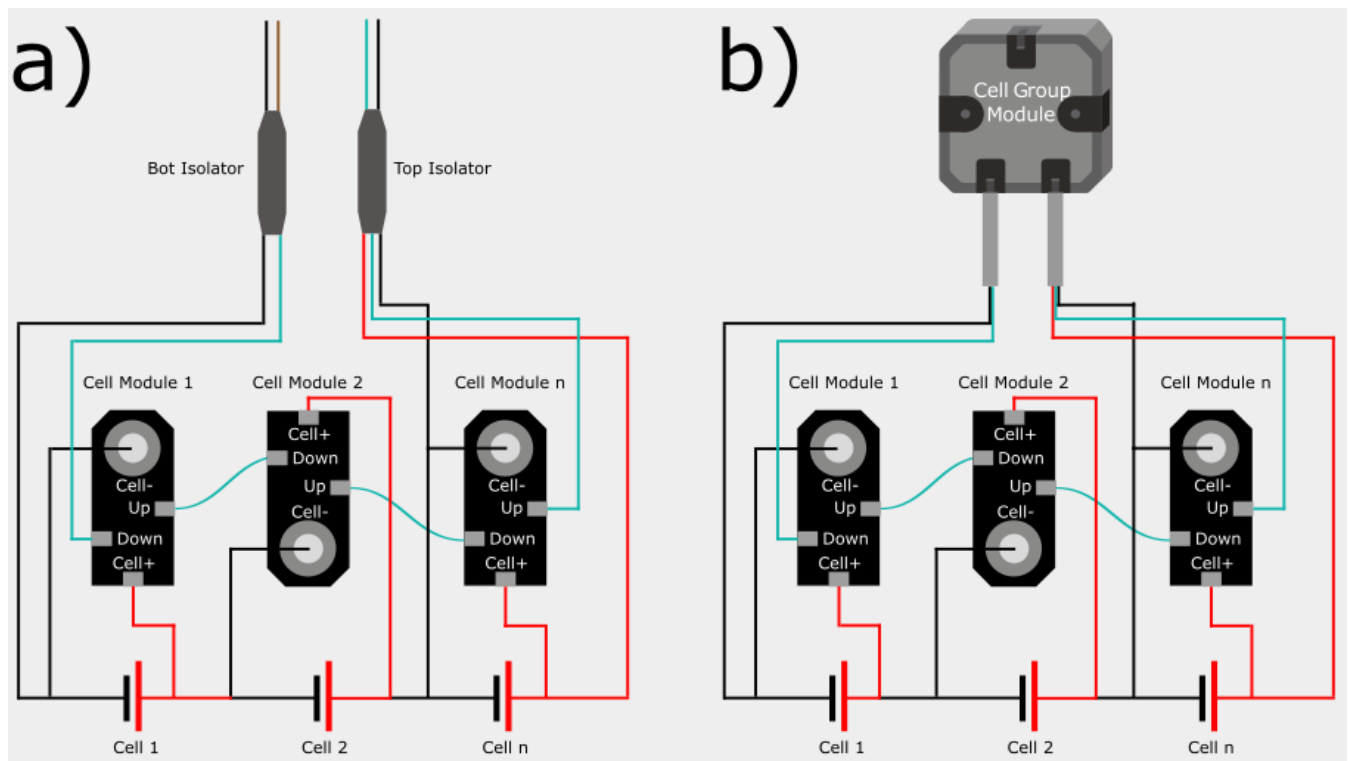 a)
Bot Isolator
Top Isolator
Cell Module 1
Cell Module 2
Cell Module n
Cell-
Up
Down
Cell+
Cell+
Down
Up
Cell-
Cell-
Up
Down
Cell+
Cell 1
Cell 2
Cell n
b)
Cell Group
Module
Cell Module 1
Cell Module 2
Cell Module n
Cell-
Up
Down
Cell+
Cell+
Down
Up
Cell-
Cell-
Up
Down
Cell+
Cell 1
Cell 2
Cell n